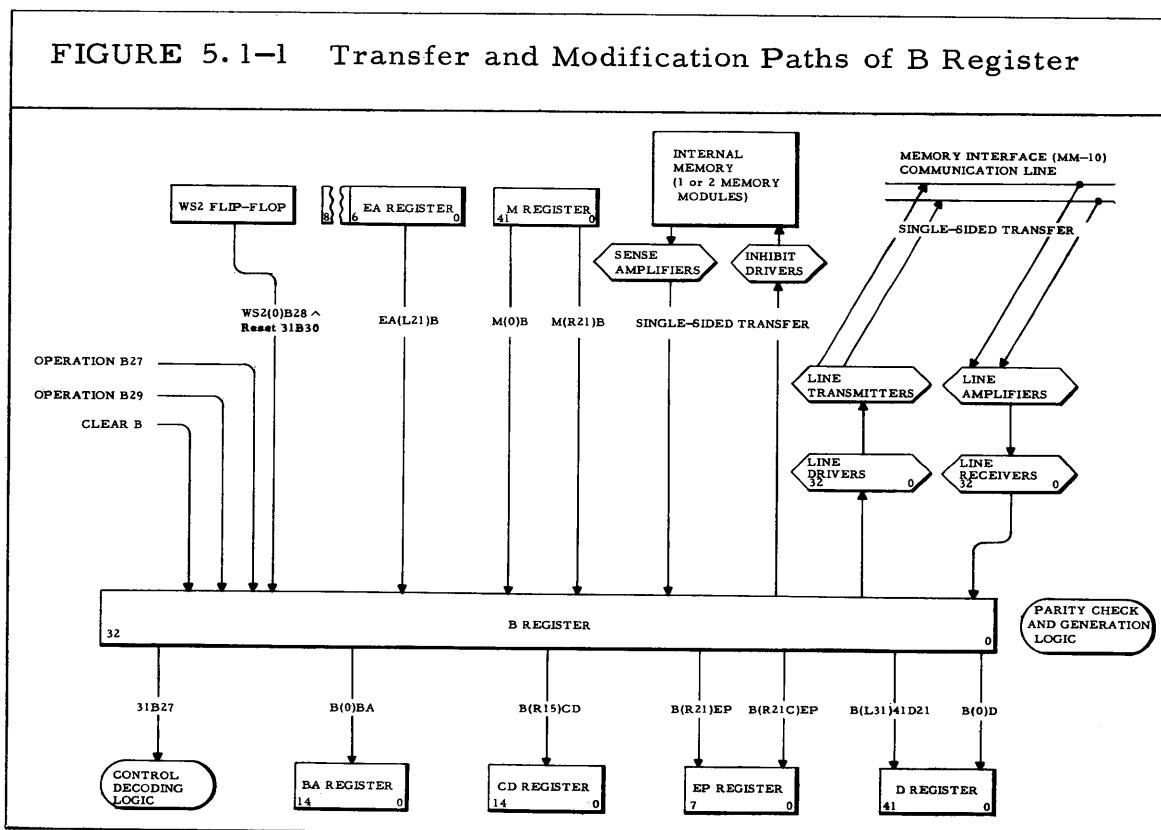 FIGURE 5.1–1 Transfer and Modification Paths of B Register
INTERNAL
MEMORY
(1 or 2 MEMORY
MODULES)
MEMORY INTERFACE (MM–10)
COMMUNICATION LINE
WS2 FLIP–FLOP
8 6 EA REGISTER 0
M REGISTER
41 0
SINGLE–SIDED TRANSFER
SENSE
AMPLIFIERS
INHIBIT
DRIVERS
WS2(0)B28 ^
Reset 31B30
EA(L21)B
M(0)B
M(R21)B
SINGLE–SIDED TRANSFER
OPERATION B27
OPERATION B29
CLEAR B
LINE
TRANSMITTERS
LINE
AMPLIFIERS
LINE
DRIVERS
32 0
LINE
RECEIVERS
32 0
B REGISTER
32 0
PARITY CHECK
AND GENERATION
LOGIC
31B27
B(0)BA
B(R15)CD
B(R21)EP
B(R21C)EP
B(L31)41D21
B(0)D
CONTROL
DECODING
LOGIC
BA REGISTER
14 0
CD REGISTER
14 0
EP REGISTER
7 0
D REGISTER
41 0